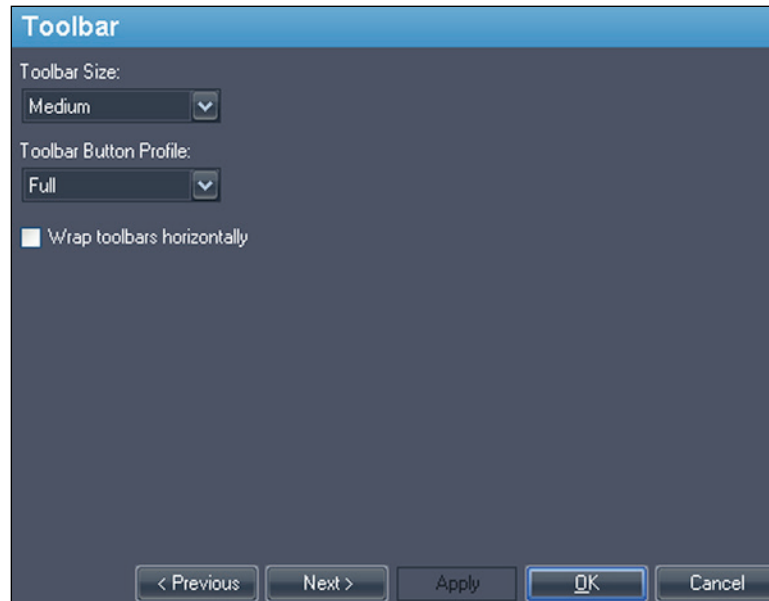 Toolbar
Toolbar Size:
Medium
Toolbar Button Profile:
Full
Wrap toolbars horizontally
< Previous Next > Apply OK Cancel